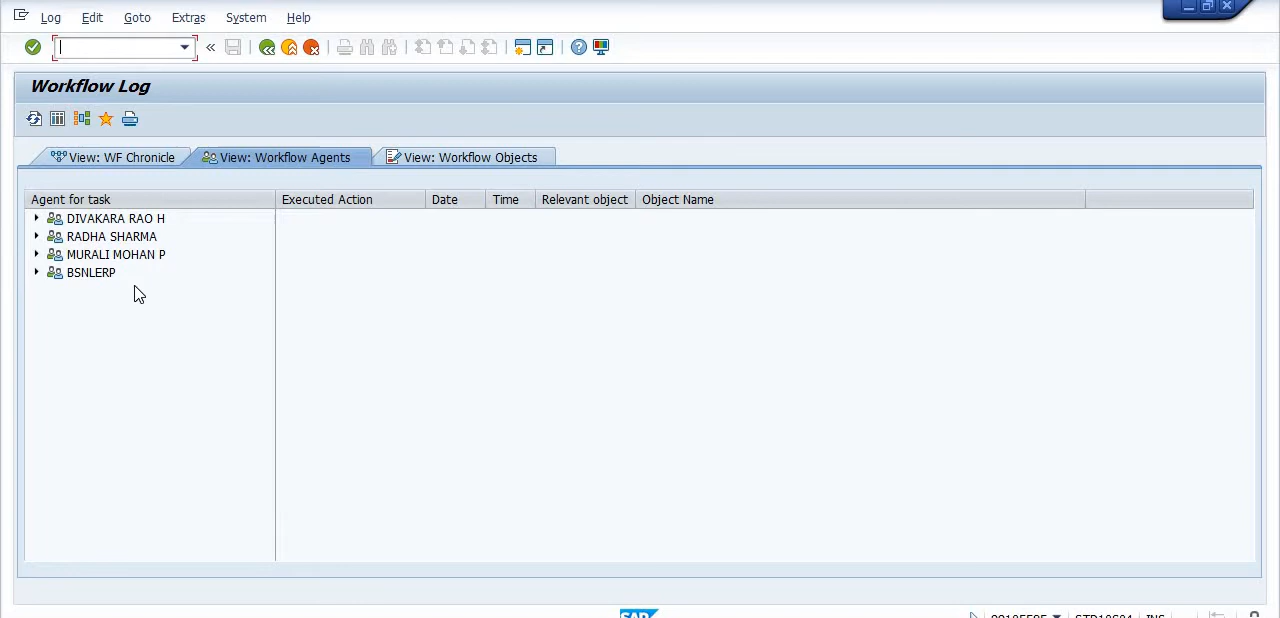 Log Edit Goto Extras System Help
Workflow Log
View: WF Chronicle View: Workflow Agents View: Workflow Objects
Agent for task Executed Action Date Time Relevant object Object Name
DIVAKARA RAO H
RADHA SHARMA
MURALI MOHAN P
BSNLERP
SAP